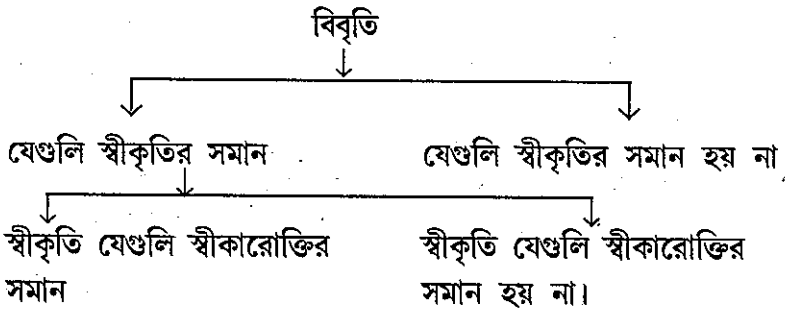 বিবৃতি
যেগুলি স্বীকৃতির সমান
যেগুলি স্বীকৃতির সমান হয় না
স্বীকৃতি যেগুলি স্বীকারোক্তির
সমান
স্বীকৃতি যেগুলি স্বীকারোক্তির
সমান হয় না।